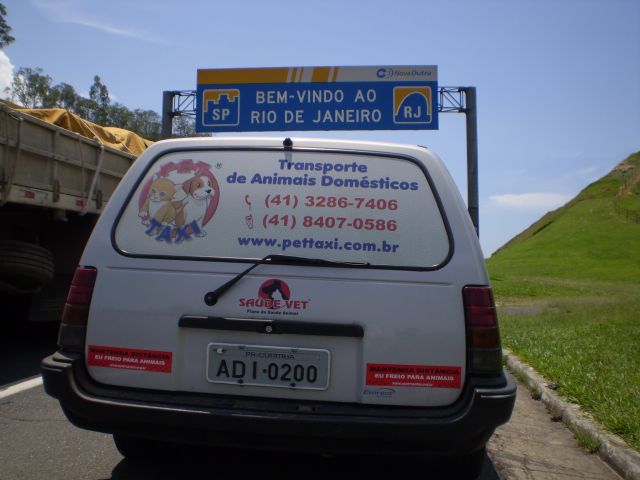 NovaDutra
SP
BEM-VINDO AO
RIO DE JANEIRO
RJ
PET
TAXI
Transporte
de Animais Domésticos
(41) 3286-7406
(41) 8407-0586
www.pettaxi.com.br
SAÚDE VET
Plano de Saúde Animal
MANTENHA DISTÂNCIA
EU FREIO PARA ANIMAIS
PR-CURITIBA
ADI-0200
MANTENHA DISTÂNCIA
EU FREIO PARA ANIMAIS